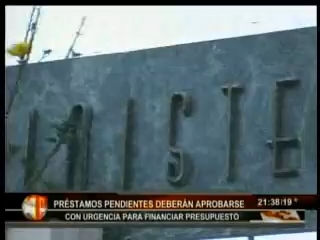 NISTE
PRÉSTAMOS PENDIENTES DEBERÁN APROBARSE
21:38/19°
CON URGENCIA PARA FINANCIAR PRESUPUESTO